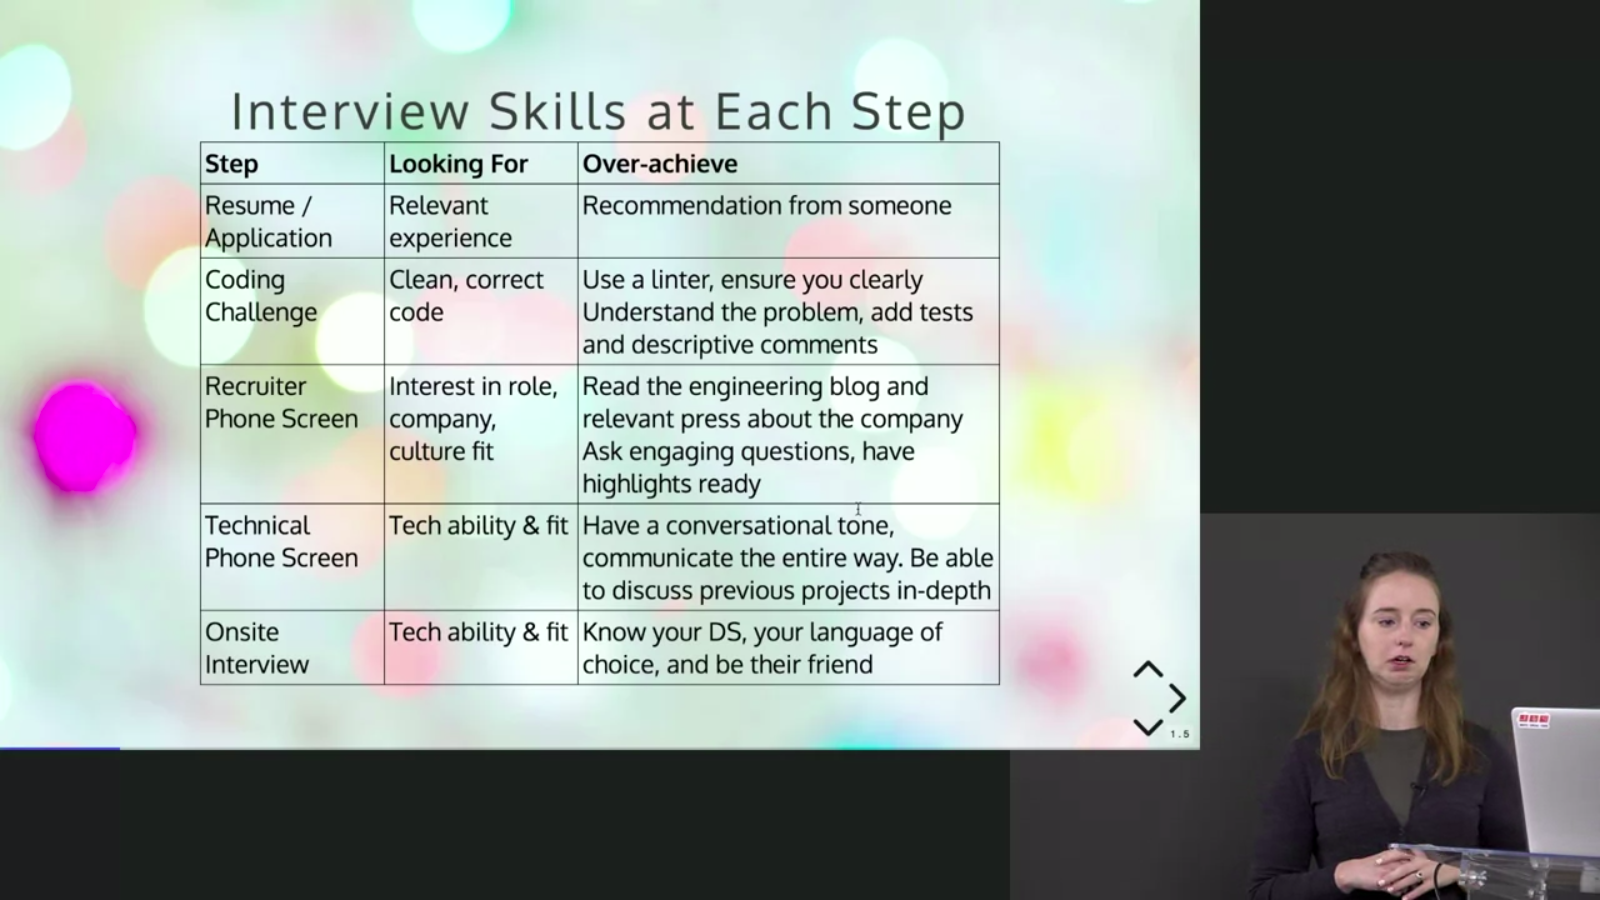 Interview Skills at Each Step
Step
Looking For
Over-achieve
Resume /
Application
Relevant
experience
Recommendation from someone
Coding
Challenge
Clean, correct
code
Use a linter, ensure you clearly
Understand the problem, add tests
and descriptive comments
Recruiter
Phone Screen
Interest in role,
company,
culture fit
Read the engineering blog and
relevant press about the company
Ask engaging questions, have
highlights ready
Technical
Phone Screen
Tech ability & fit
Have a conversational tone,
communicate the entire way. Be able
to discuss previous projects in-depth
Onsite
Interview
Tech ability & fit
Know your DS, your language of
choice, and be their friend
1.5